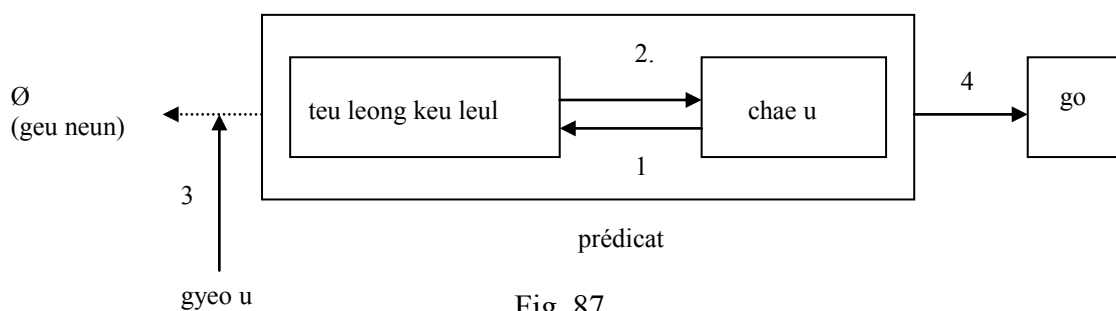 2.
4
Ø
(geu neun)
teu leong keu leul
chae u
go
1
3
prédicat
gyeo u
Fig. 87